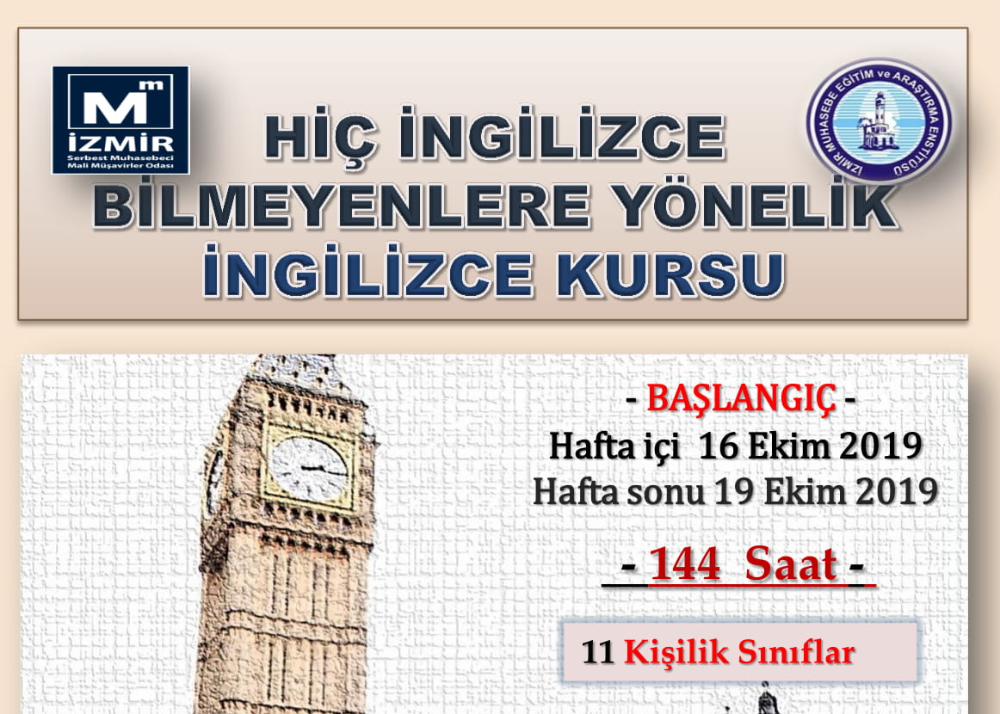 Mm
İZMİR
Serbest Muhasebeci
Mali Müşavirler Odası
İZMİR MUHASEBE EĞİTİM ve ARAŞTIRMA ENSTİTÜSÜ
HİÇ İNGİLİZCE
BİLMEYENLERE YÖNELİK
İNGİLİZCE KURSU
- BAŞLANGIÇ -
Hafta içi 16 Ekim 2019
Hafta sonu 19 Ekim 2019
- 144 Saat -
11 Kişilik Sınıflar